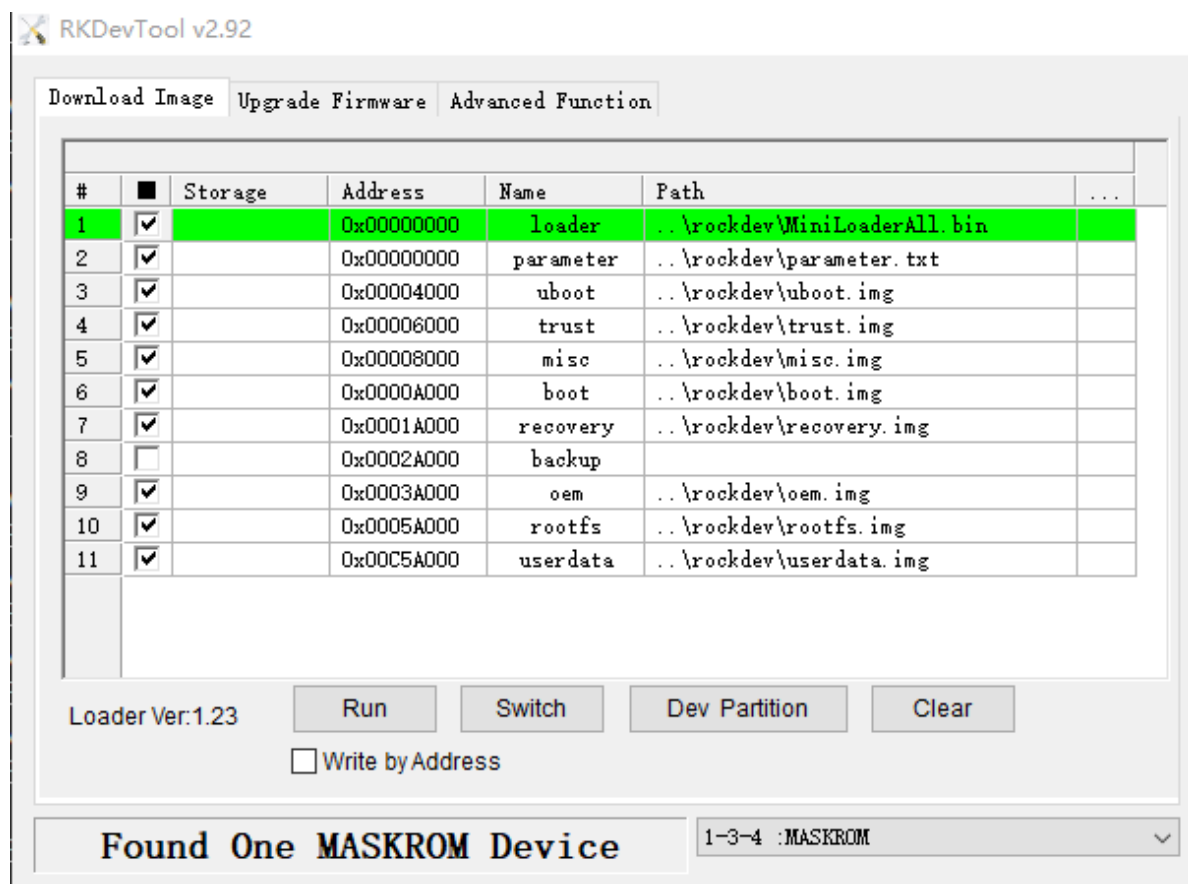 RKDevTool v2.92
Download Image Upgrade Firmware Advanced Function
# Storage Address Name Path ...
1 0x00000000 loader ..\rockdev\MiniLoaderAll.bin
2 0x00000000 parameter ..\rockdev\parameter.txt
3 0x00004000 uboot ..\rockdev\uboot.img
4 0x00006000 trust ..\rockdev\trust.img
5 0x00008000 misc ..\rockdev\misc.img
6 0x0000A000 boot ..\rockdev\boot.img
7 0x0001A000 recovery ..\rockdev\recovery.img
8 0x0002A000 backup
9 0x0003A000 oem ..\rockdev\oem.img
10 0x0005A000 rootfs ..\rockdev\rootfs.img
11 0x00C5A000 userdata ..\rockdev\userdata.img
Loader Ver:1.23 Run Switch Dev Partition Clear
Write by Address
Found One MASKROM Device 1-3-4 :MASKROM